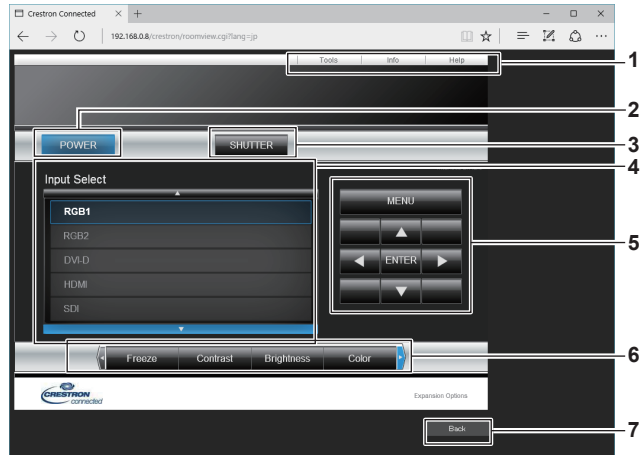 Crestron Connected
192.168.0.8/crestron/roomview.cgi?lang=jp
Tools Info Help
1
2
POWER
SHUTTER
3
4
Input Select
RGB1
RGB2
DVI-D
HDMI
SDI
MENU
ENTER
5
Freeze Contrast Brightness Color
6
CRESTRON
connected
Expansion Options
Back
7